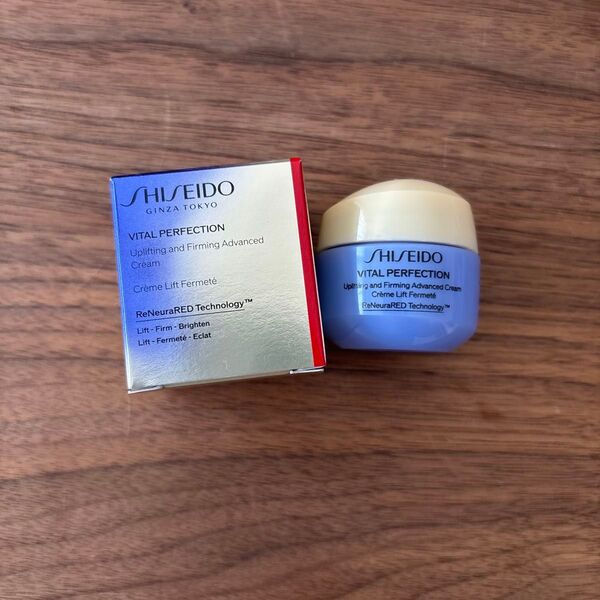 SHISEIDO
GINZA TOKYO
VITAL PERFECTION
Uplifting and Firming Advanced
Cream
Crème Lift Fermeté
ReNeuraRED Technology™
Lift - Firm - Brighten
Lift - Fermeté - Eclat
SHISEIDO
VITAL PERFECTION
Uplifting and Firming Advanced Cream
Crème Lift Fermeté
ReNeuraRED Technology™